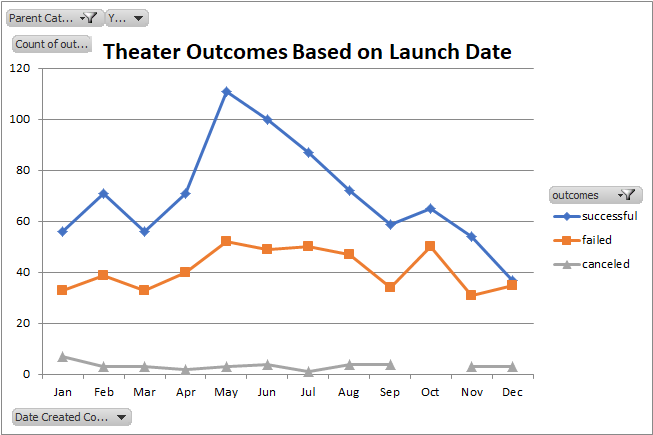 Parent Cat... Y...
Count of out...
Theater Outcomes Based on Launch Date
120
100
80
60
40
20
0
Jan Feb Mar Apr May Jun Jul Aug Sep Oct Nov Dec
outcomes
successful
failed
canceled
Date Created Co...